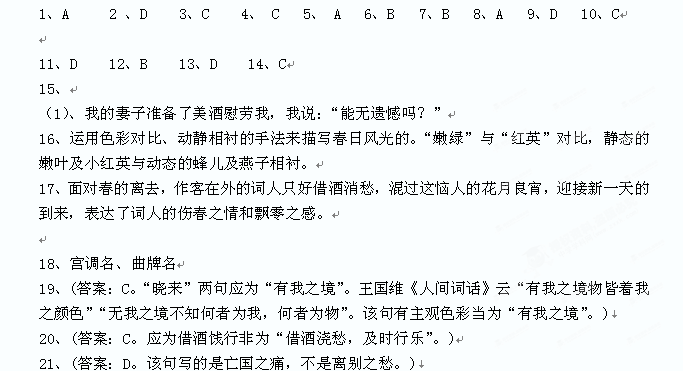 1、A 2、D 3、C 4、C 5、A 6、B 7、B 8、A 9、D 10、C
11、D 12、B 13、D 14、C
15、
（1）、我的妻子准备了美酒慰劳我，我说：“能无遗憾吗？”
16、运用色彩对比、动静相衬的手法来描写春日风光的。“嫩绿”与“红英”对比，静态的
嫩叶及小红英与动态的蜂儿及燕子相衬。
17、面对春的离去，作客在外的词人只好借酒消愁，混过这恼人的花月良宵，迎接新一天的
到来，表达了词人的伤春之情和飘零之感。
18、宫调名、曲牌名
19、(答案：C。“晓来”两句应为“有我之境”。王国维《人间词话》云“有我之境物皆着我
之颜色”“无我之境不知何者为我，何者为物”。该句有主观色彩当为“有我之境”。)
20、(答案：C。应为借酒饯行非为“借酒浇愁，及时行乐”。)
21、(答案：D。该句写的是亡国之痛，不是离别之愁。)